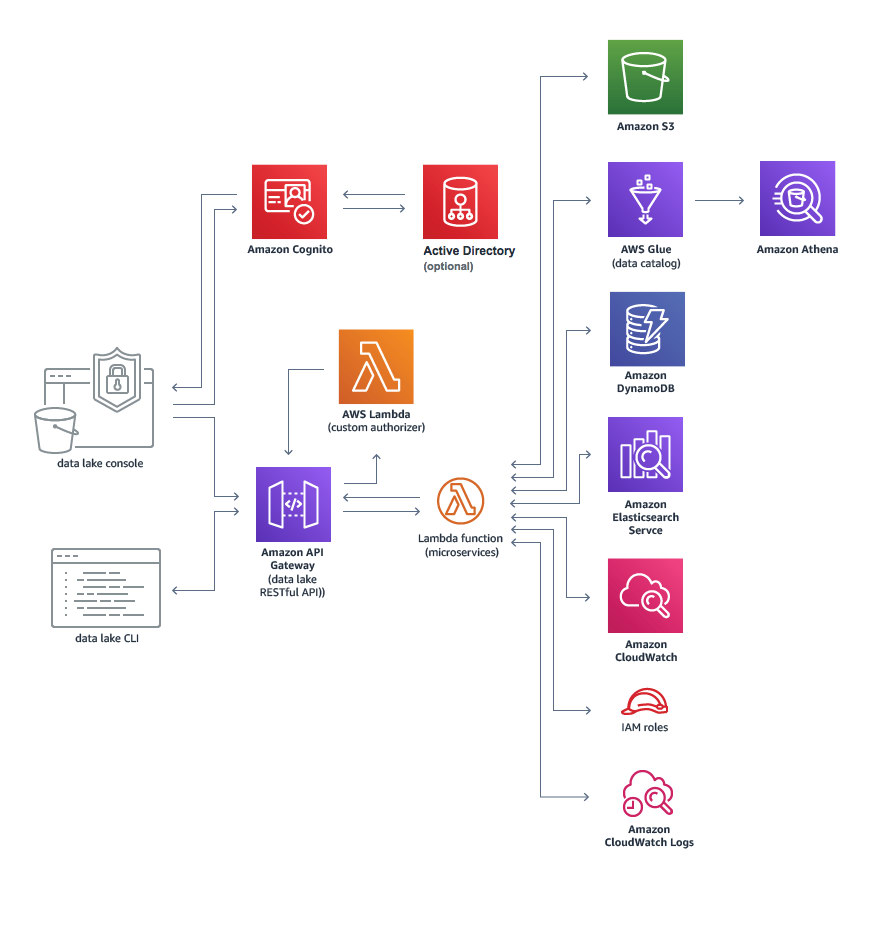 Amazon S3
Amazon Cognito
Active Directory
(optional)
AWS Glue
(data catalog)
Amazon Athena
Amazon
DynamoDB
AWS Lambda
(custom authorizer)
data lake console
Amazon
Elasticsearch
Servce
</>
Amazon API
Gateway
(data lake
RESTful API))
Lambda function
(microservices)
data lake CLI
Amazon
CloudWatch
IAM roles
Amazon
CloudWatch Logs